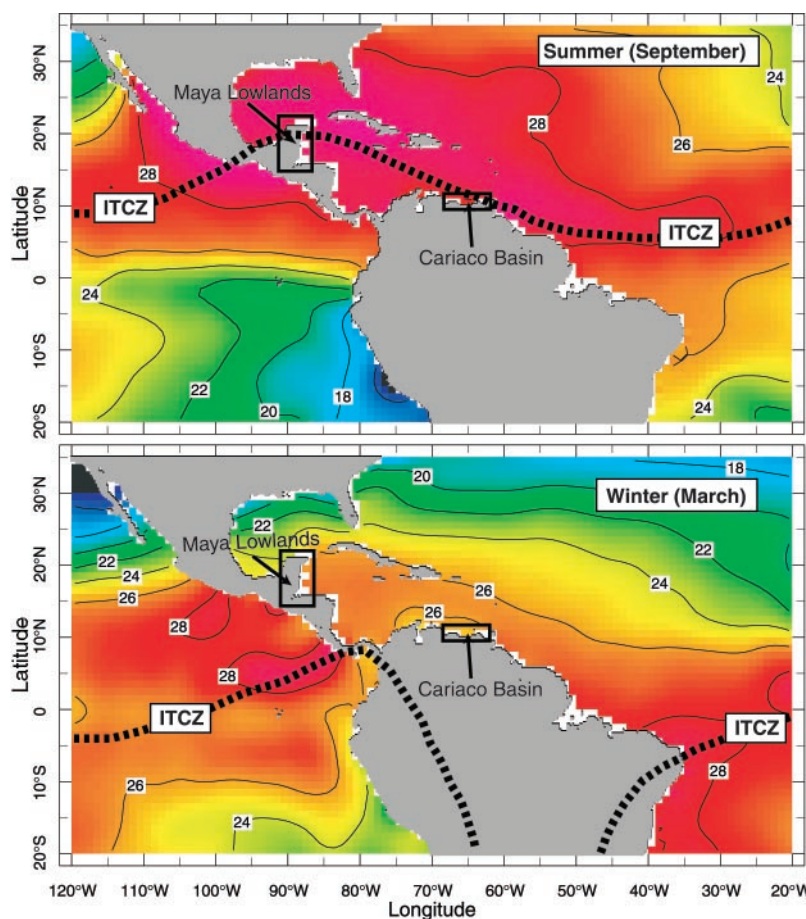 Summer (September)
24
Maya Lowlands
28
26
28
ITCZ
ITCZ
Cariaco Basin
24
22
20
18
24
Latitude
30°N
20°N
10°N
0
10°S
20°S
20
18
Winter (March)
22
Maya Lowlands
22
22
24
26
24
26
26
28
28
Cariaco Basin
ITCZ
ITCZ
28
26
24
Latitude
30°N
20°N
10°N
0
10°S
20°S
120°W 110°W 100°W 90°W 80°W 70°W 60°W 50°W 40°W 30°W 20°W
Longitude